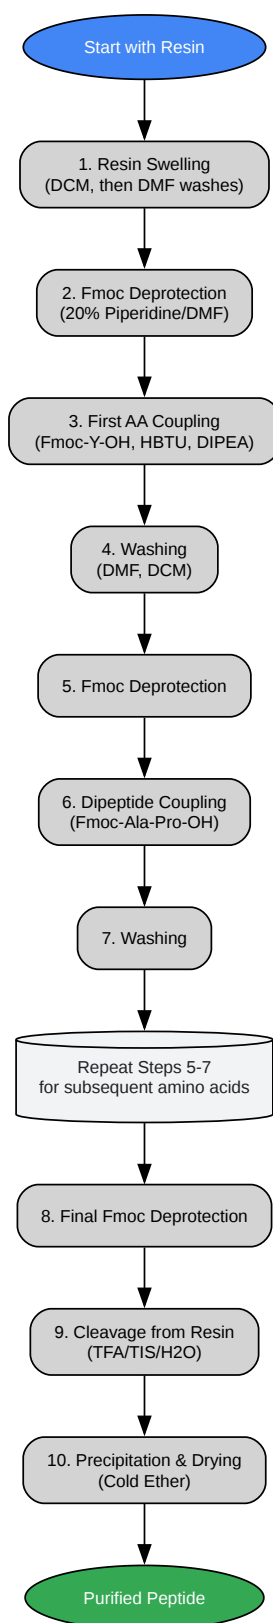 Start with Resin
1. Resin Swelling
(DCM, then DMF washes)
2. Fmoc Deprotection
(20% Piperidine/DMF)
3. First AA Coupling
(Fmoc-Y-OH, HBTU, DIPEA)
4. Washing
(DMF, DCM)
5. Fmoc Deprotection
6. Dipeptide Coupling
(Fmoc-Ala-Pro-OH)
7. Washing
Repeat Steps 5-7
for subsequent amino acids
8. Final Fmoc Deprotection
9. Cleavage from Resin
(TFA/TIS/H2O)
10. Precipitation & Drying
(Cold Ether)
Purified Peptide